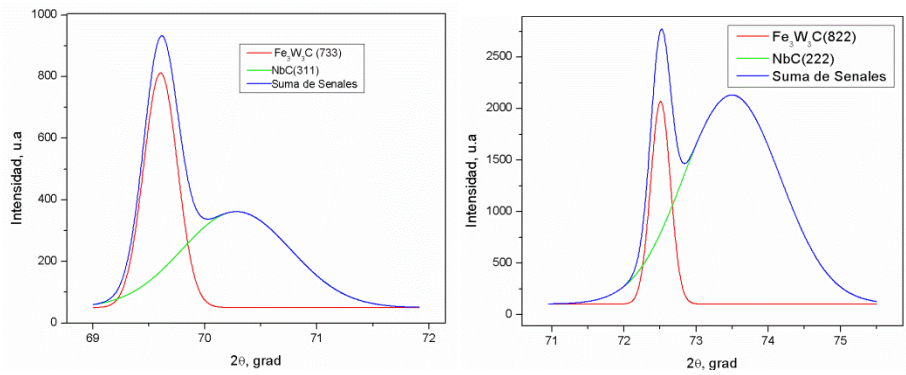 1000
800
600
400
200
0
69
70
71
72
Intensidad, u.a
2θ, grad
Fe₃W₃C (733)
NbC(311)
Suma de Senales
2500
2000
1500
1000
500
0
71
72
73
74
75
Intensidad, u.a
2θ, grad
Fe₃W₃C(822)
NbC(222)
Suma de Senales